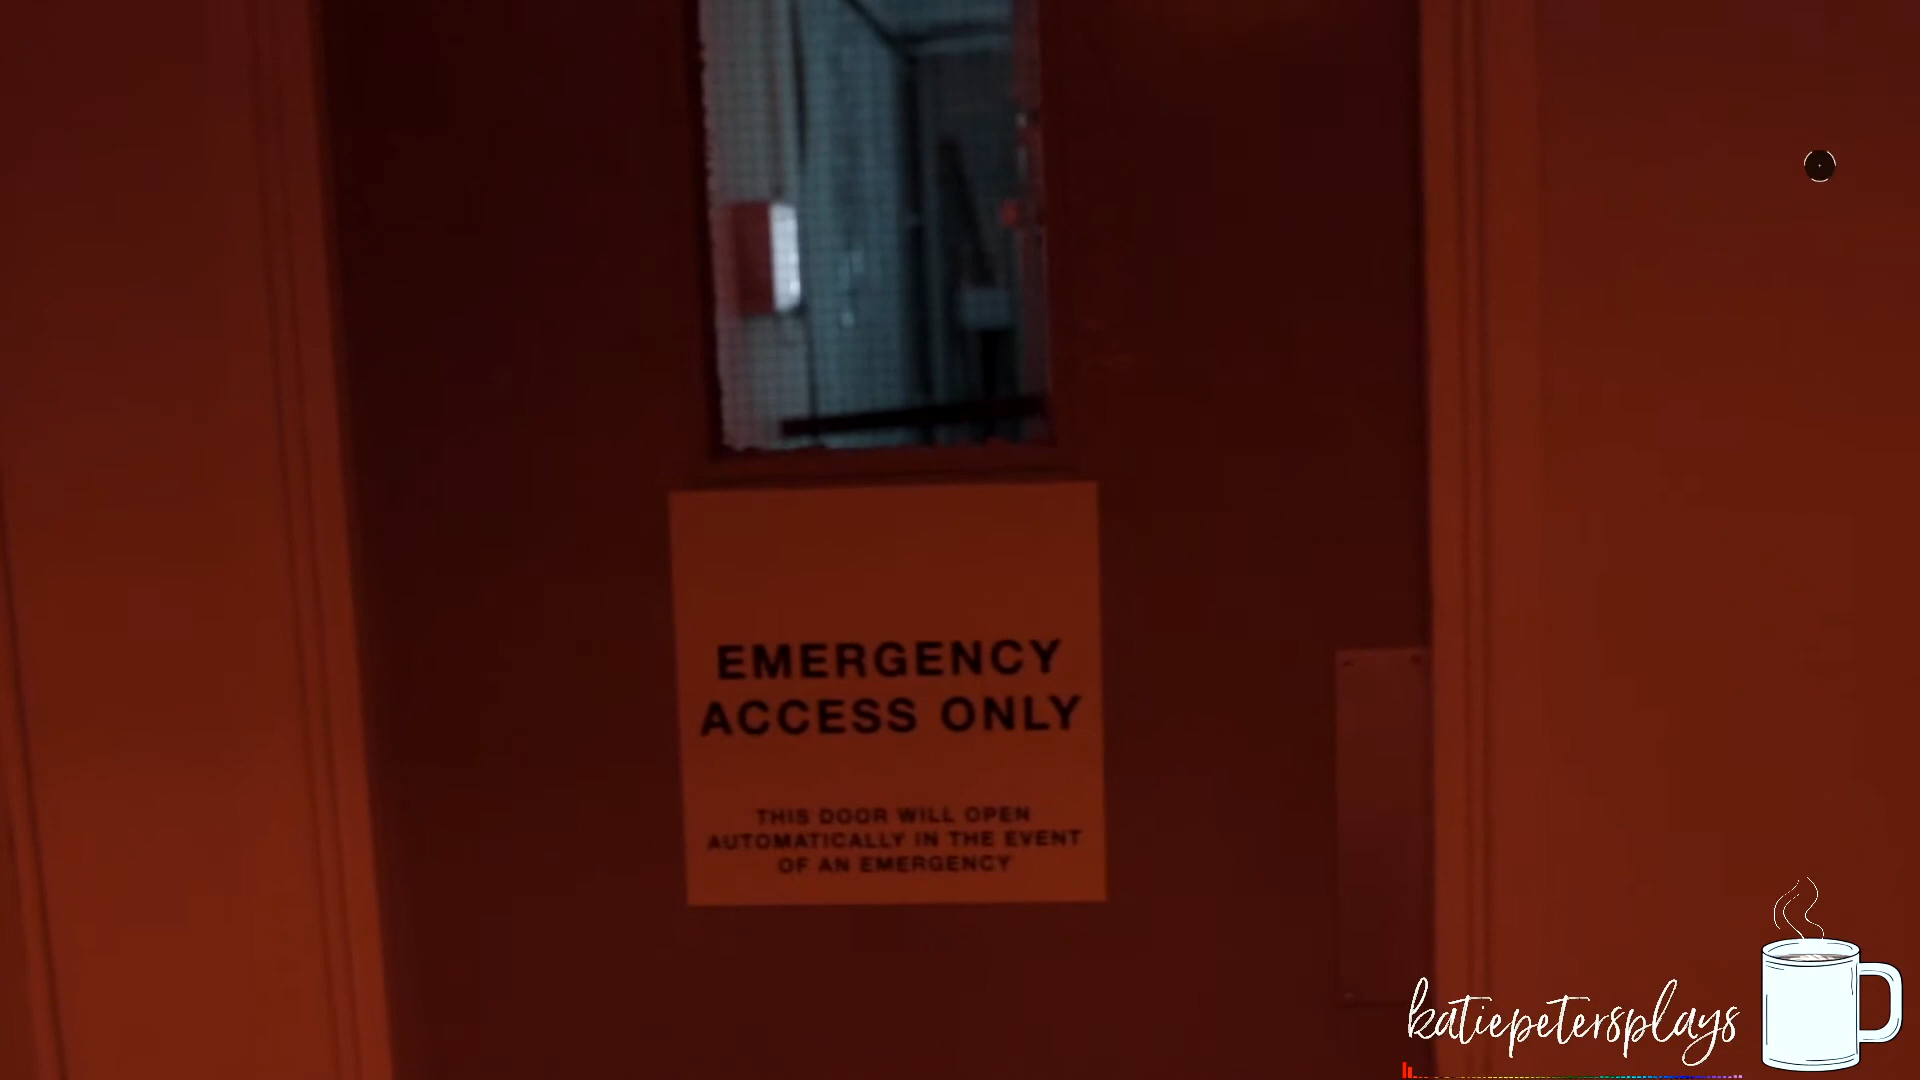 EMERGENCY
ACCESS ONLY
THIS DOOR WILL OPEN
AUTOMATICALLY IN THE EVENT
OF AN EMERGENCY
katiepetersplays